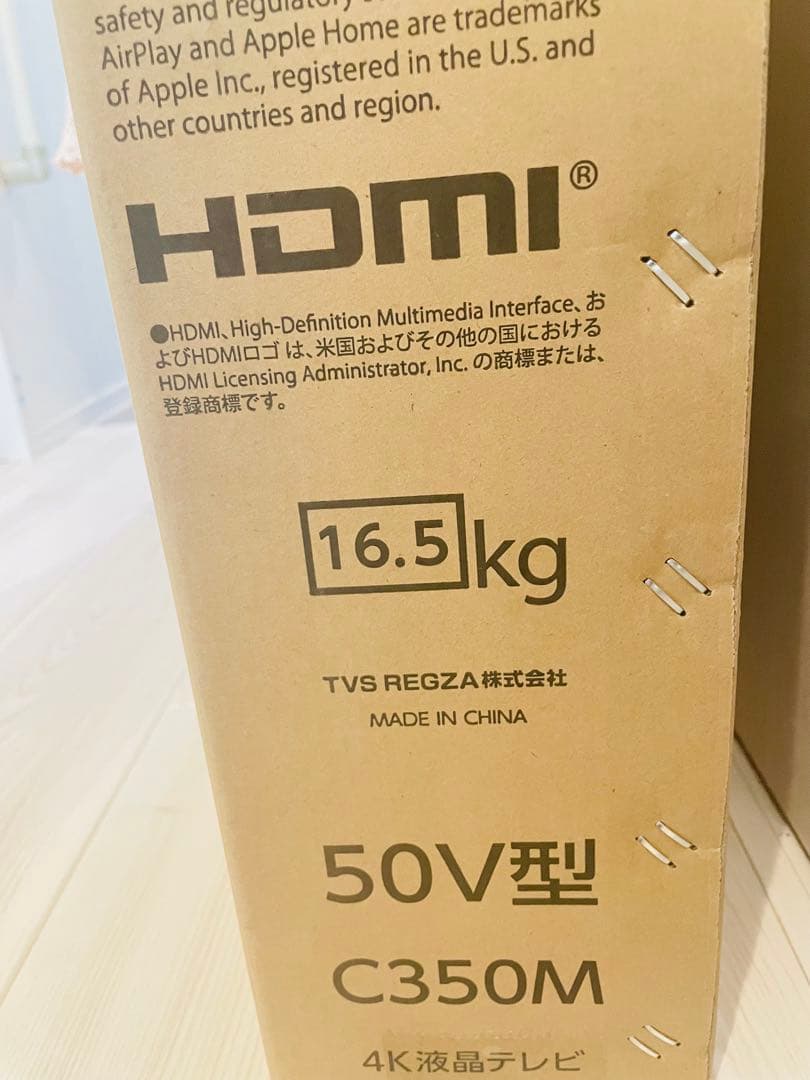 safety and regulatory
AirPlay and Apple Home are trademarks
of Apple Inc., registered in the U.S. and
other countries and region.
HDMI®
●HDMI、High-Definition Multimedia Interface、お
よびHDMIロゴ は、米国およびその他の国における
HDMI Licensing Administrator, Inc. の商標または、
登録商標です。
16.5kg
TVS REGZA株式会社
MADE IN CHINA
50V型
C350M
4K液晶テレビ